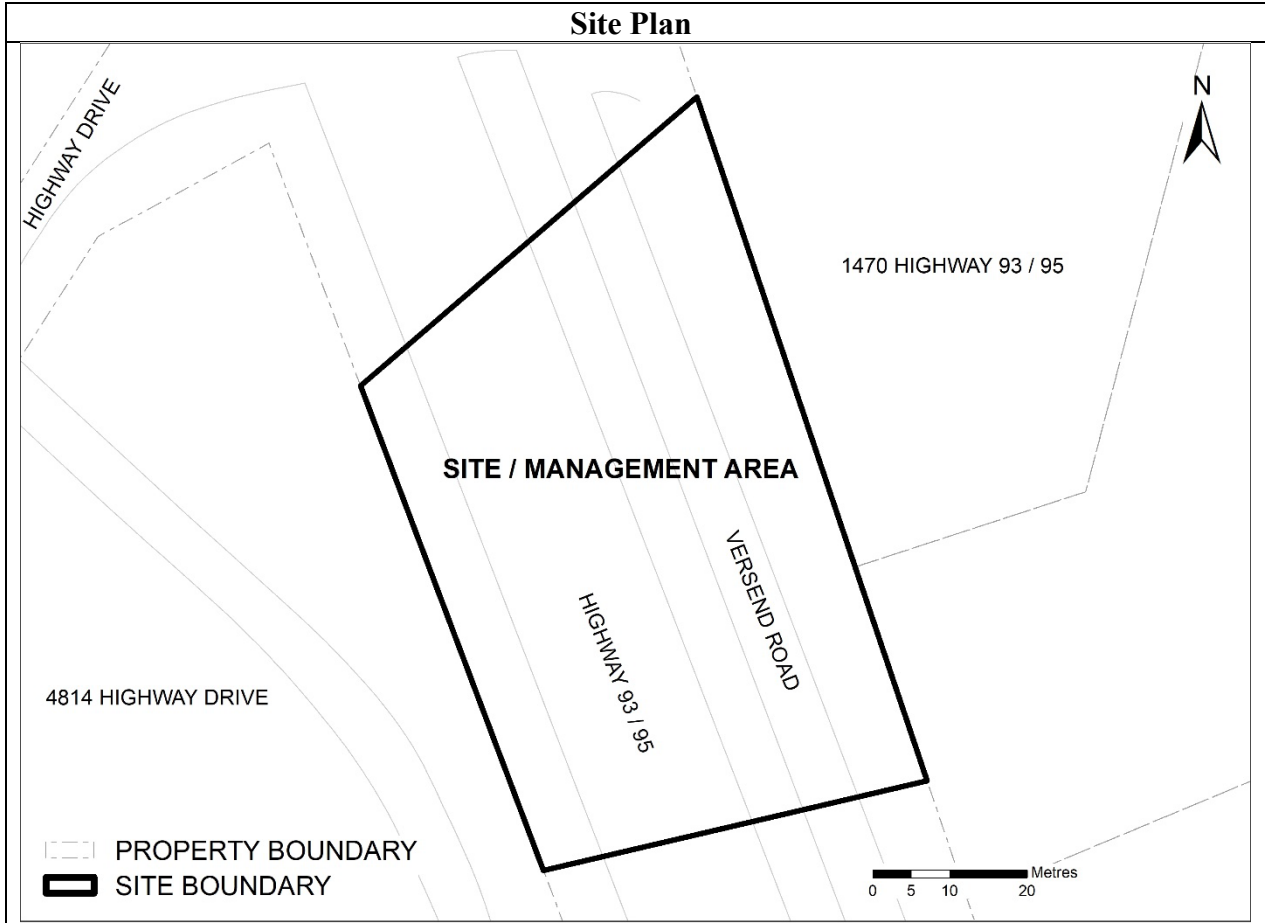 Site Plan
HIGHWAY DRIVE
N
1470 HIGHWAY 93 / 95
SITE / MANAGEMENT AREA
VERSEND ROAD
HIGHWAY 93 / 95
4814 HIGHWAY DRIVE
PROPERTY BOUNDARY
SITE BOUNDARY
Metres
0 5 10 20